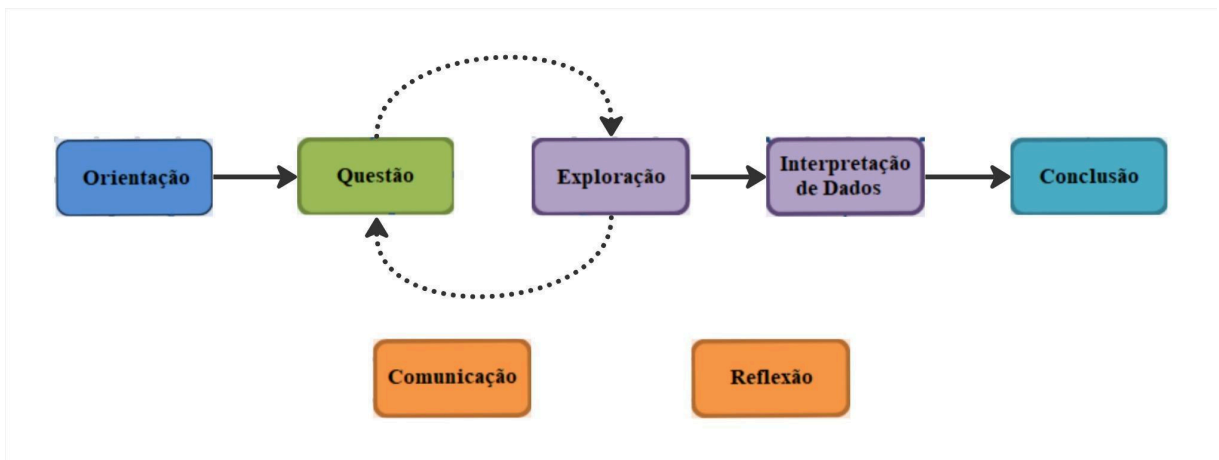 Orientação
Questão
Exploração
Interpretação
de Dados
Conclusão
Comunicação
Reflexão